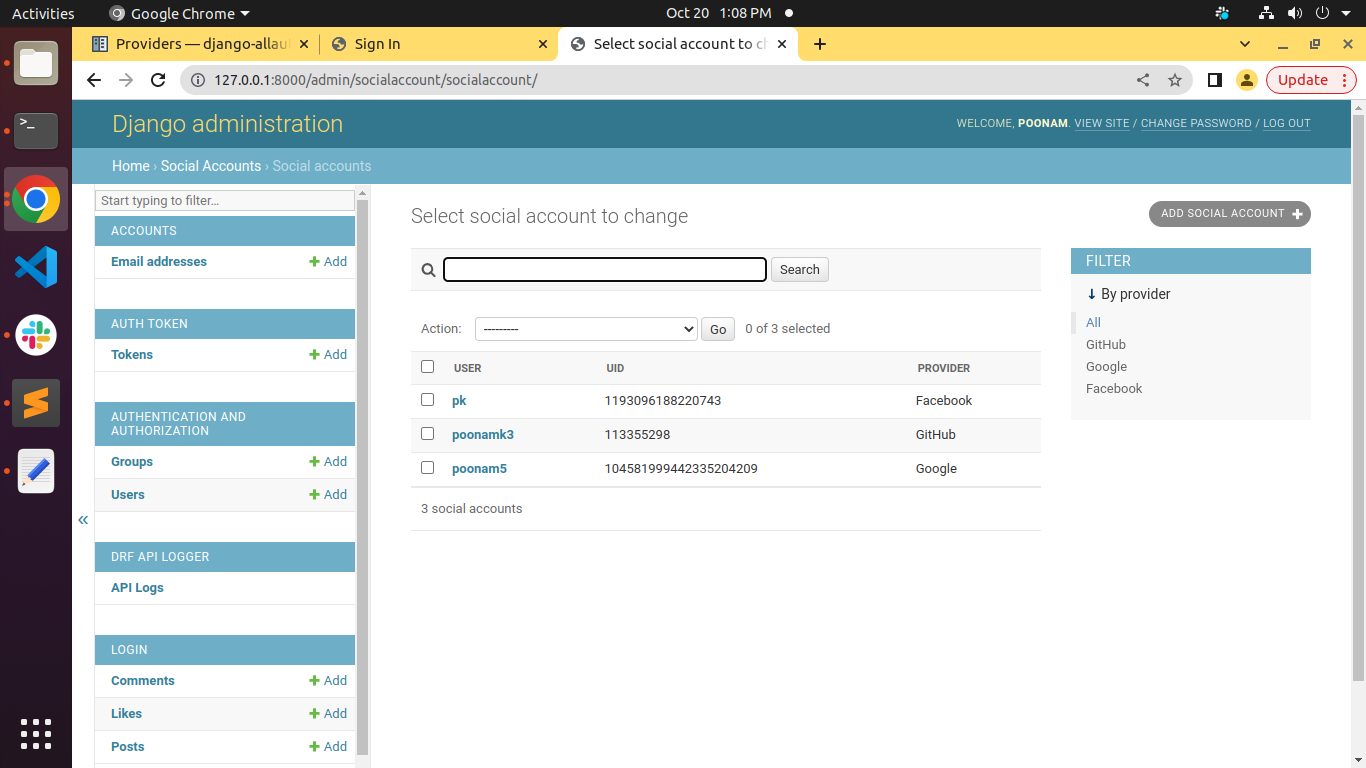 Activities Google Chrome Oct 20 1:08 PM
Providers — django-allau Sign In Select social account to c
127.0.0.1:8000/admin/socialaccount/socialaccount/ Update
Django administration WELCOME, POONAM. VIEW SITE / CHANGE PASSWORD / LOG OUT
Home › Social Accounts › Social accounts
Start typing to filter...
ACCOUNTS
Email addresses Add
AUTH TOKEN
Tokens Add
AUTHENTICATION AND
AUTHORIZATION
Groups Add
Users Add
DRF API LOGGER
API Logs
LOGIN
Comments Add
Likes Add
Posts Add
«
Select social account to change
ADD SOCIAL ACCOUNT
Search
Action: --------- Go 0 of 3 selected
USER UID PROVIDER
pk 1193096188220743 Facebook
poonamk3 113355298 GitHub
poonam5 104581999442335204209 Google
3 social accounts
FILTER
↓ By provider
All
GitHub
Google
Facebook